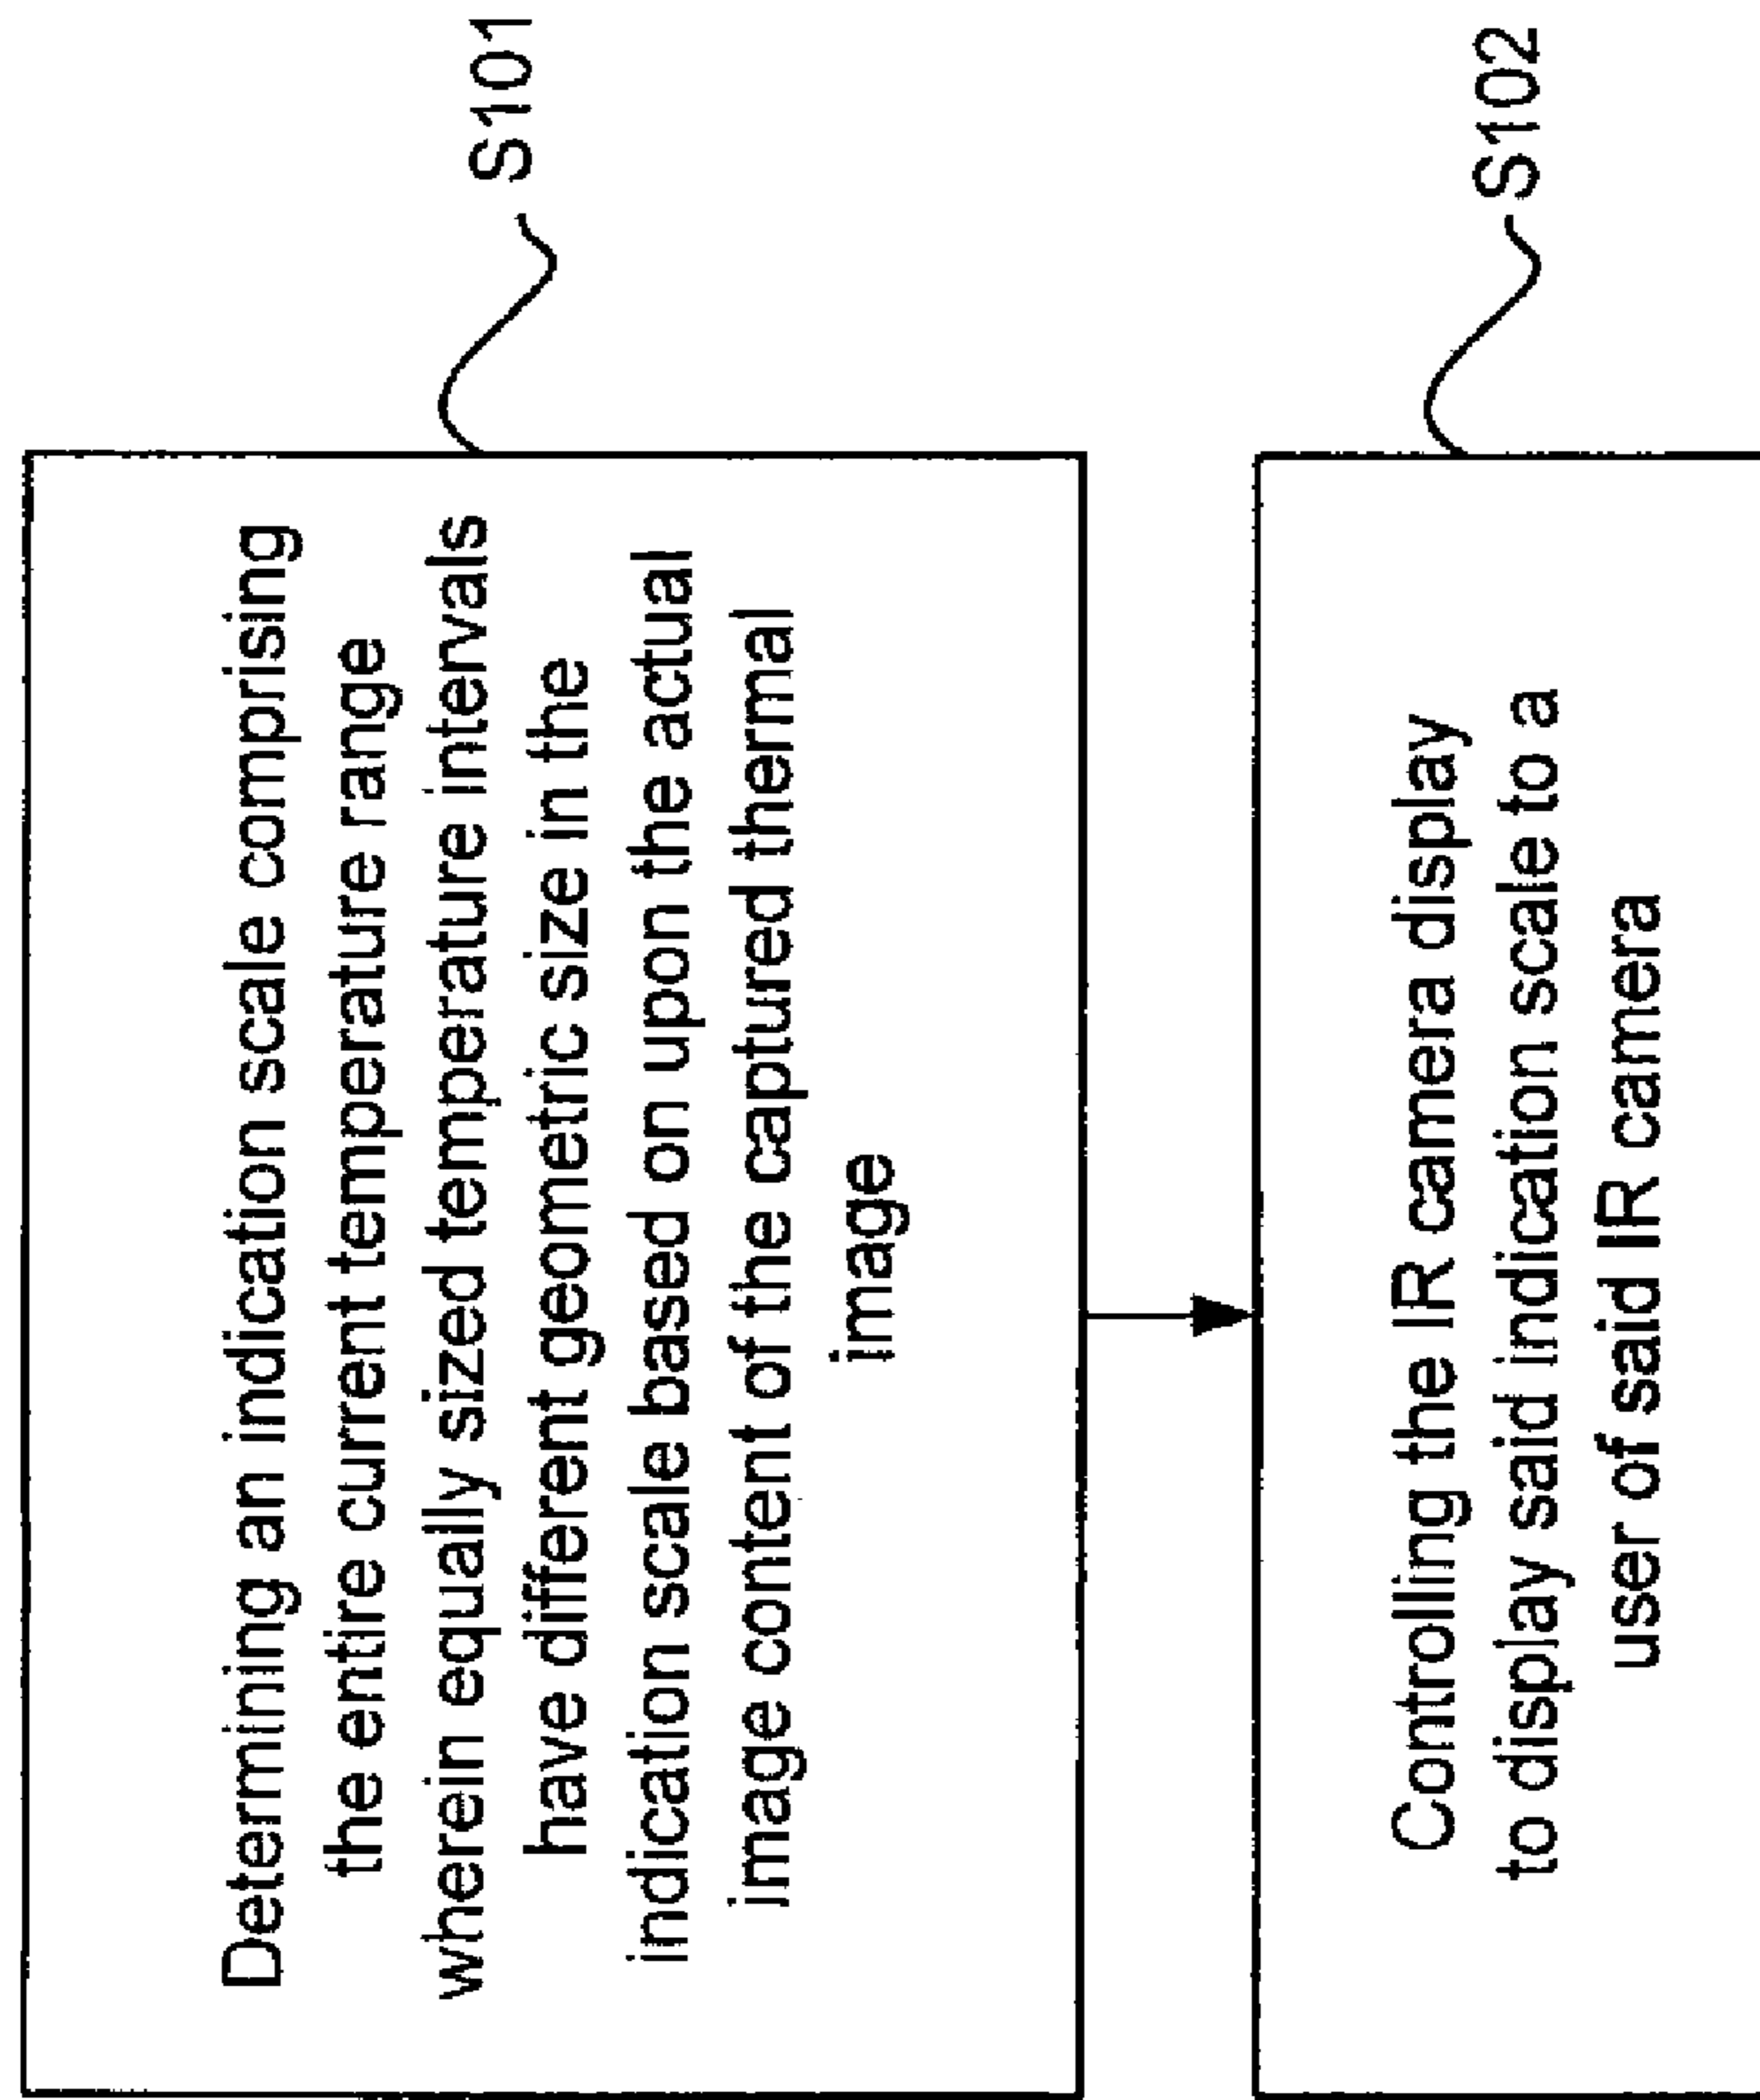 Determining an indication scale comprising
the entire current temperature range
wherein equally sized temperature intervals
have different geometric size in the
indication scale based on upon the actual
image content of the captured thermal
image
S101
Controlling the IR camera display
to display said indication scale to a
user of said IR camera
S102